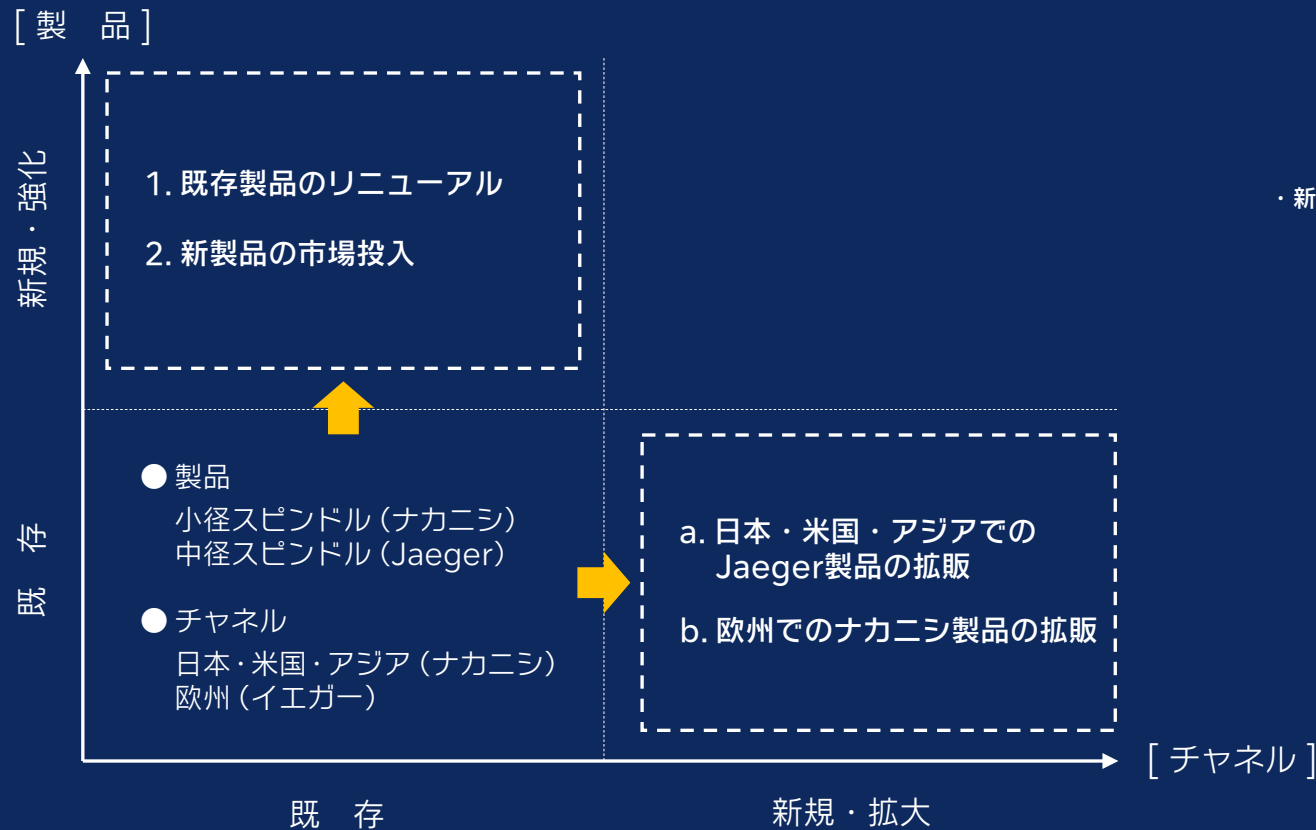 [ 製　品 ]
新規・強化
1. 既存製品のリニューアル
2. 新製品の市場投入
・新
既　存
● 製品
小径スピンドル（ナカニシ）
中径スピンドル（Jaeger）
● チャネル
日本・米国・アジア（ナカニシ）
欧州（イエガー）
a. 日本・米国・アジアでの
Jaeger製品の拡販
b. 欧州でのナカニシ製品の拡販
[ チャネル ]
既　存
新規・拡大